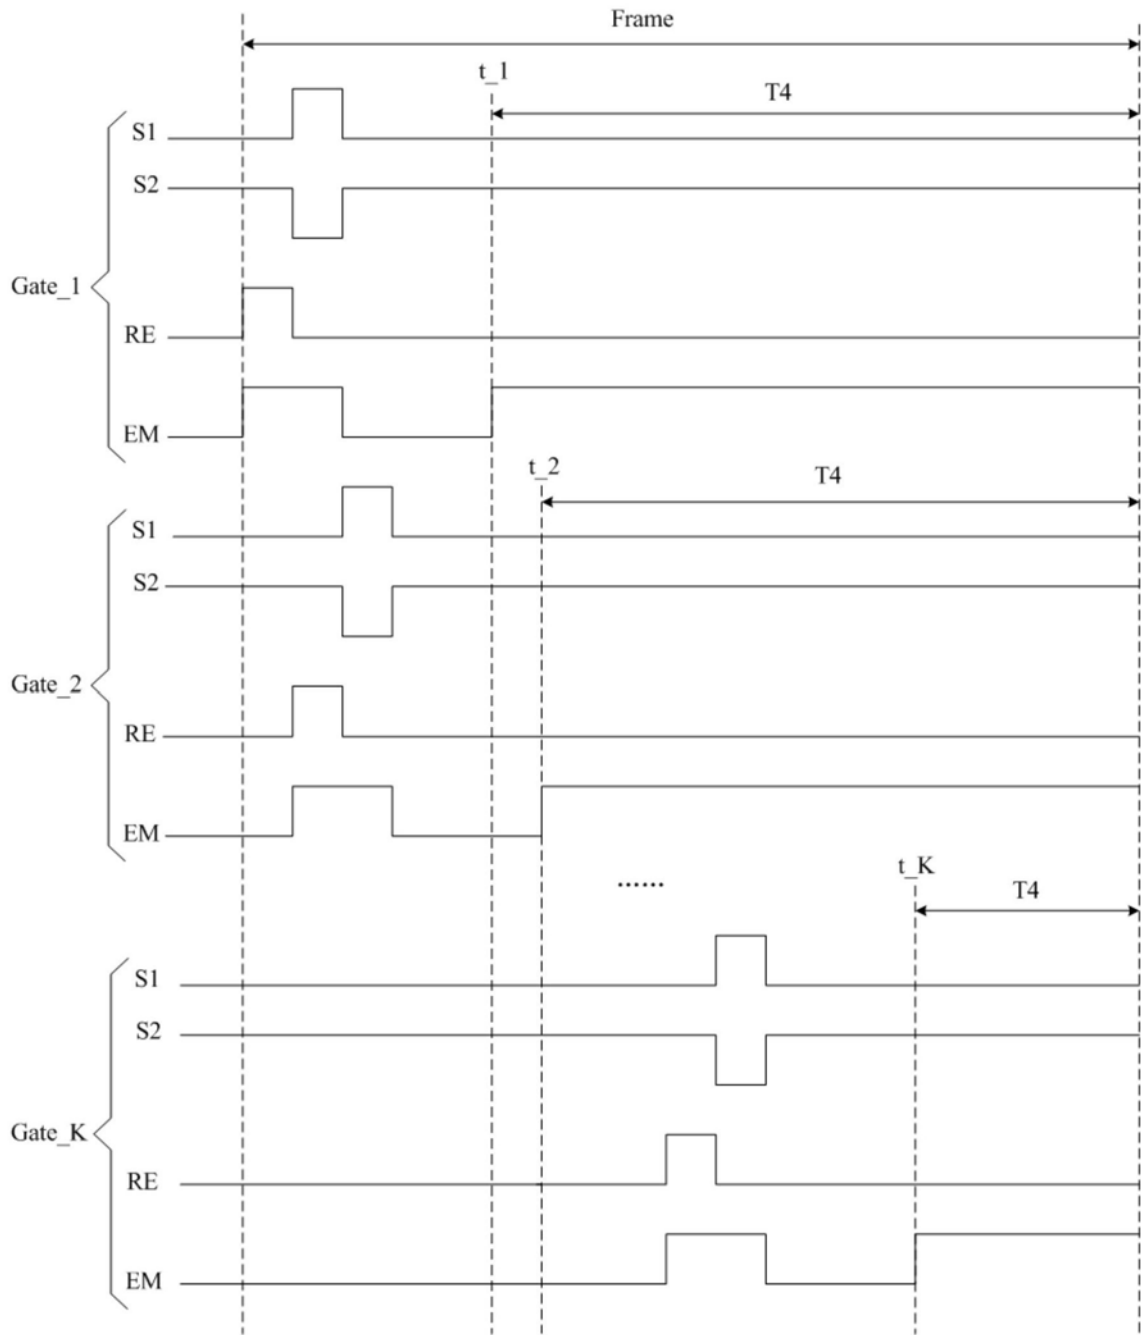 Frame
t_1
T4
S1
S2
Gate_1
RE
EM
t_2
T4
S1
S2
Gate_2
RE
EM
......
t_K
T4
S1
S2
Gate_K
RE
EM